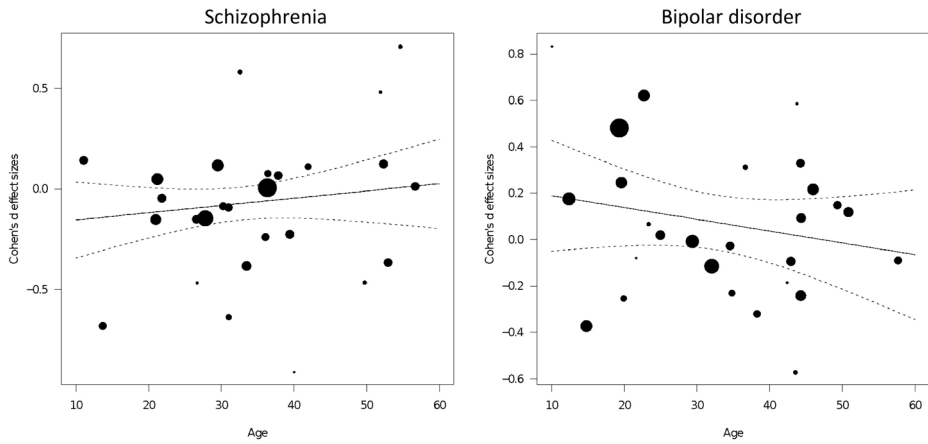 Schizophrenia
Bipolar disorder
Cohen's d effect sizes
0.5
0.0
−0.5
10 20 30 40 50 60
Age
Cohen's d effect sizes
0.8
0.6
0.4
0.2
0.0
−0.2
−0.4
−0.6
10 20 30 40 50 60
Age